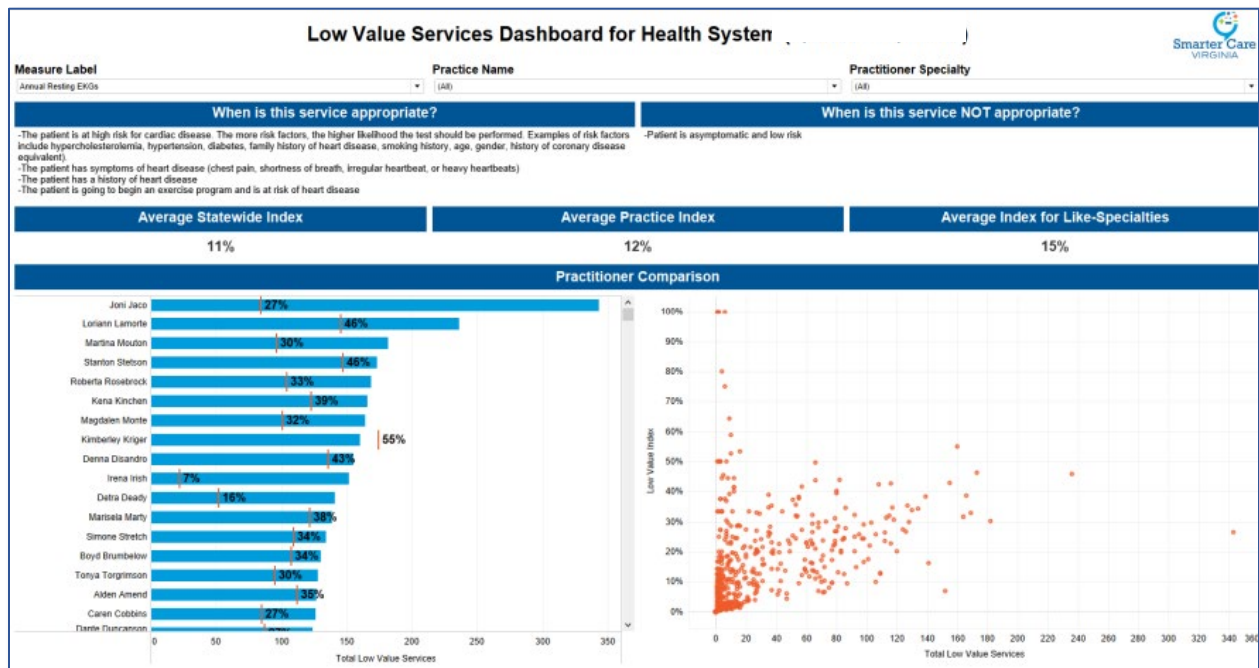 Low Value Services Dashboard for Health System
Smarter Care
VIRGINIA
Measure Label
Practice Name
Practitioner Specialty
Annual Resting EKGs
(All)
(All)
When is this service appropriate?
When is this service NOT appropriate?
-The patient is at high risk for cardiac disease. The more risk factors, the higher likelihood the test should be performed. Examples of risk factors
include hypercholesterolemia, hypertension, diabetes, family history of heart disease, smoking history, age, gender, history of coronary disease
equivalent).
-The patient has symptoms of heart disease (chest pain, shortness of breath, irregular heartbeat, or heavy heartbeats)
-The patient has a history of heart disease
-The patient is going to begin an exercise program and is at risk of heart disease
-Patient is asymptomatic and low risk
Average Statewide Index
Average Practice Index
Average Index for Like-Specialties
11%
12%
15%
Practitioner Comparison
Joni Jaco 27%
Loriann Lamorte 46%
Martina Mouton 30%
Stanton Stetson 46%
Roberta Rosebrock 33%
Kena Kinchen 39%
Magdalen Monte 32%
Kimberley Kriger 55%
Denna Disandro 43%
Irena Irish 7%
Detra Deady 16%
Marisela Marty 38%
Simone Stretch 34%
Boyd Brumbelow 34%
Tonya Torgrimson 30%
Alden Amend 35%
Caren Cobbins 27%
Dante Duncanson
0 50 100 150 200 250 300 350
Total Low Value Services
Low Value Index
100%
90%
80%
70%
60%
50%
40%
30%
20%
10%
0%
0 20 40 60 80 100 120 140 160 180 200 220 240 260 280 300 320 340 360
Total Low Value Services